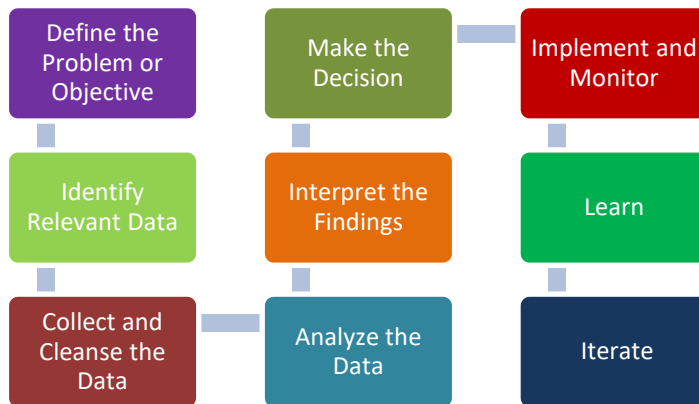 Define the
Problem or
Objective
Identify
Relevant Data
Collect and
Cleanse the
Data
Analyze the
Data
Interpret the
Findings
Make the
Decision
Implement and
Monitor
Learn
Iterate